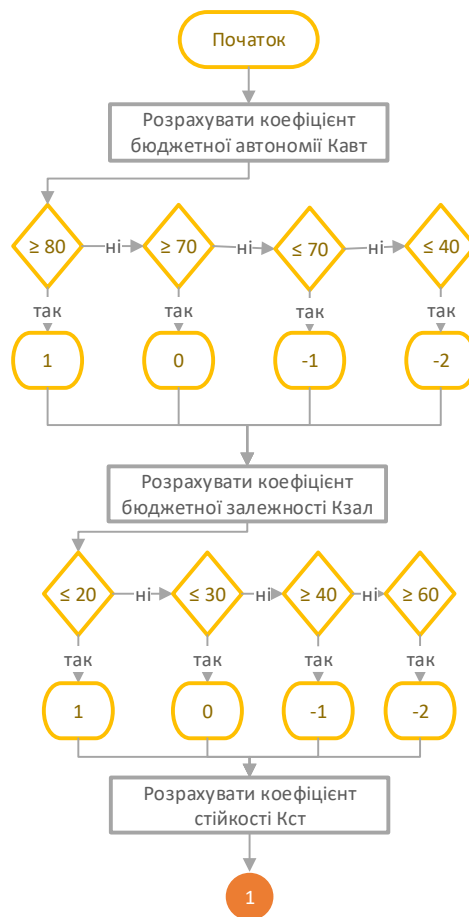 Початок
Розрахувати коефіцієнт
бюджетної автономії Кавт
≥ 80
ні
≥ 70
ні
≤ 70
ні
≤ 40
так
так
так
так
1
0
-1
-2
Розрахувати коефіцієнт
бюджетної залежності Кзал
≤ 20
ні
≤ 30
ні
≥ 40
ні
≥ 60
так
так
так
так
1
0
-1
-2
Розрахувати коефіцієнт
стійкості Кст
1